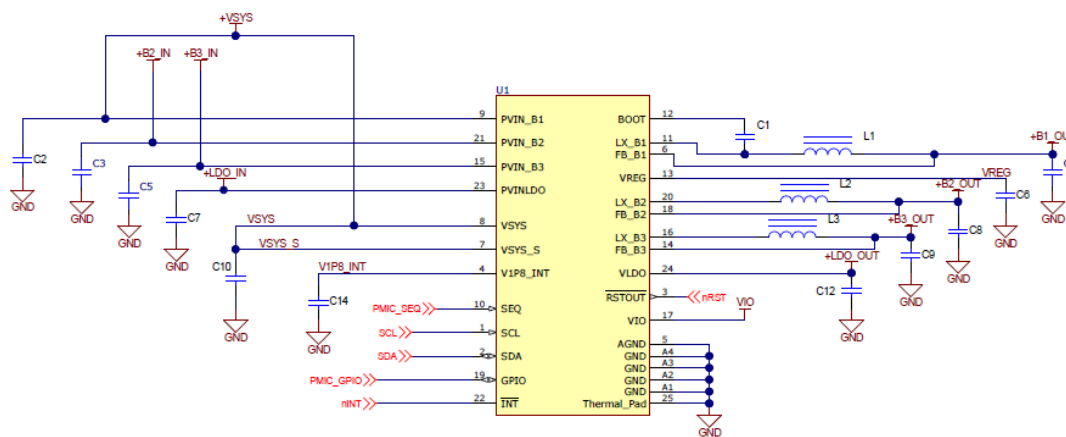 +VSYS
+B2_IN
+B3_IN
U1
9 PVIN_B1 BOOT 12
C1
L1
+B1_OU
11 LX_B1
6 FB_B1
C2
21 PVIN_B2
C3
15 PVIN_B3
VREG 13 VREG
C5
+LDO_IN
23 PVINLDO
L2
+B2_OUT
C6
LX_B2 20
FB_B2 18
C7
VSYS 8 VSYS
L3
+B3_OUT
C8
LX_B3 16
FB_B3 14
VSYS_S 7 VSYS_S
C9
C10
V1P8_INT 4 V1P8_INT
VLDO 24
+LDO_OUT
C12
C14
PMIC_SEQ 10 SEQ
RSTOUT 3 nRST
SCL 1 SCL
VIO 17 VIO
SDA 2 SDA
AGND 5
GND A4
GND A3
PMIC_GPIO 19 GPIO
GND A2
GND A1
nINT 22 INT
Thermal_Pad 25
GND
GND
GND
GND
GND
GND
GND
GND
GND
GND
GND
GND